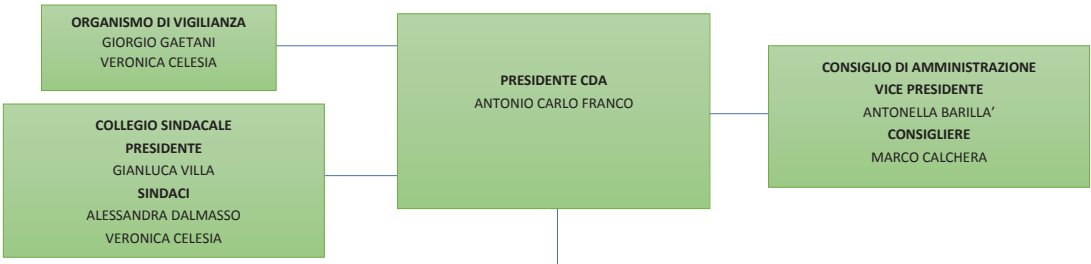 ORGANISMO DI VIGILIANZA
GIORGIO GAETANI
VERONICA CELESIA
COLLEGIO SINDACALE
PRESIDENTE
GIANLUCA VILLA
SINDACI
ALESSANDRA DALMASSO
VERONICA CELESIA
PRESIDENTE CDA
ANTONIO CARLO FRANCO
CONSIGLIO DI AMMINISTRAZIONE
VICE PRESIDENTE
ANTONELLA BARILLA’
CONSIGLIERE
MARCO CALCHERA